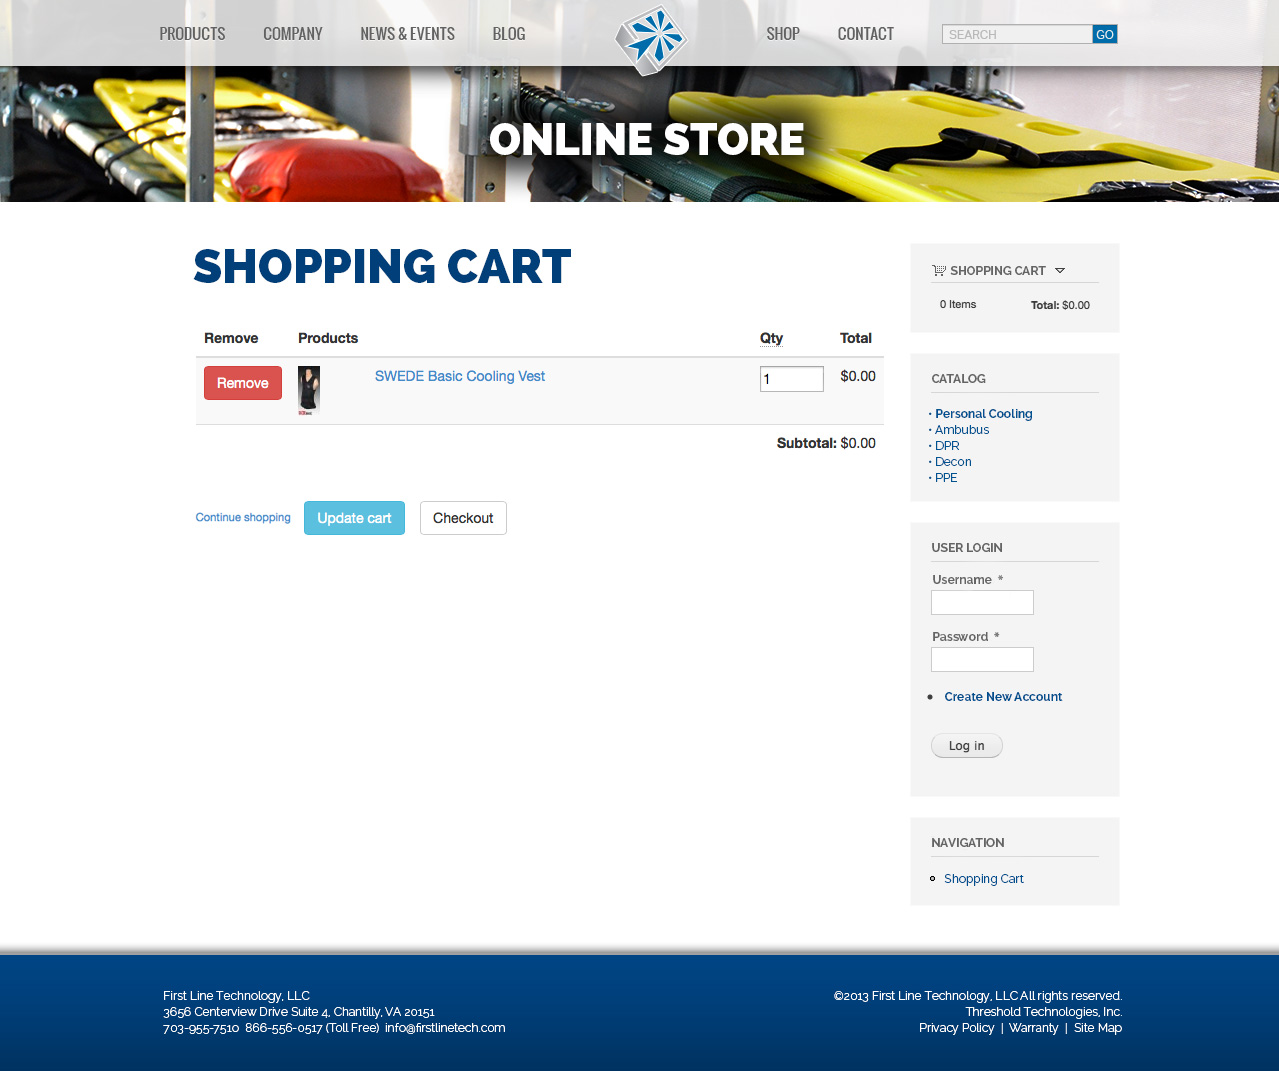 PRODUCTS COMPANY NEWS & EVENTS BLOG SHOP CONTACT SEARCH GO
ONLINE STORE
SHOPPING CART
Remove Products Qty Total
Remove SWEDE Basic Cooling Vest 1 $0.00
Subtotal: $0.00
Continue shopping Update cart Checkout
SHOPPING CART
0 Items Total: $0.00
CATALOG
• Personal Cooling
• Ambubus
• DPR
• Decon
• PPE
USER LOGIN
Username *
Password *
• Create New Account
Log in
NAVIGATION
Shopping Cart
First Line Technology, LLC
3656 Centerview Drive Suite 4, Chantilly, VA 20151
703-955-7510 866-556-0517 (Toll Free) info@firstlinetech.com
©2013 First Line Technology, LLC All rights reserved.
Threshold Technologies, Inc.
Privacy Policy | Warranty | Site Map